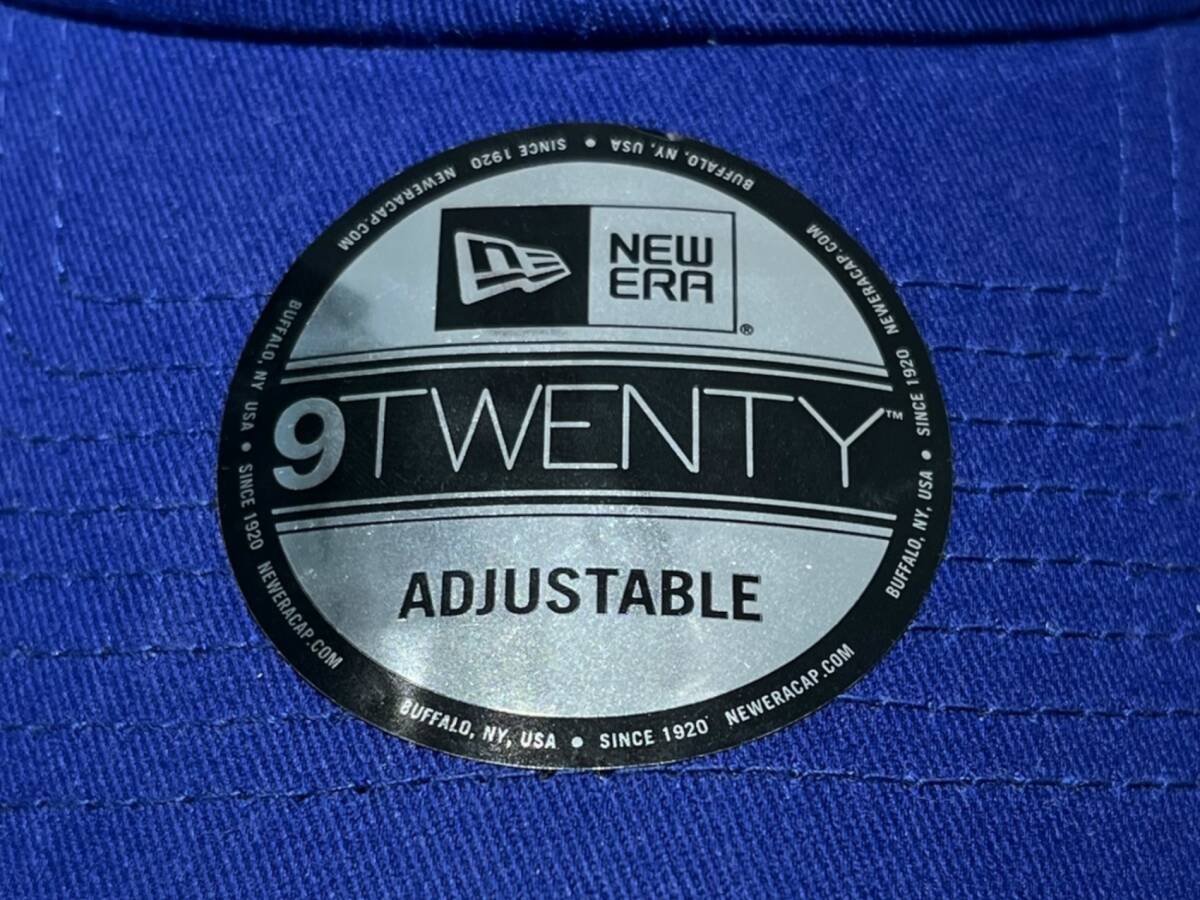 NE
NEW
ERA®
9TWENTY™
ADJUSTABLE
BUFFALO, NY, USA • SINCE 1920 NEWERACAP.COM
BUFFALO, NY, USA • SINCE 1920 NEWERACAP.COM
BUFFALO, NY, USA • SINCE 1920 NEWERACAP.COM
BUFFALO, NY USA • SINCE 1920 NEWERACAP.COM